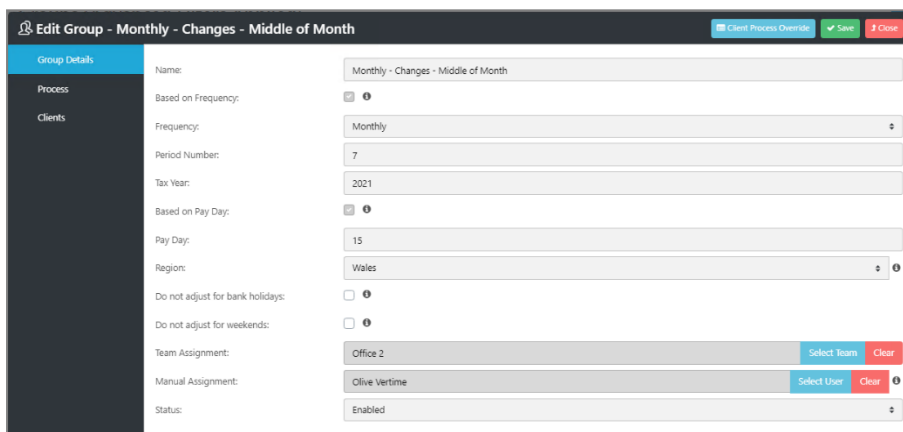 Edit Group - Monthly - Changes - Middle of Month
Client Process Override
Save
Close
Group Details
Process
Clients
Name: Monthly - Changes - Middle of Month
Based on Frequency:
Frequency: Monthly
Period Number: 7
Tax Year: 2021
Based on Pay Day:
Pay Day: 15
Region: Wales
Do not adjust for bank holidays:
Do not adjust for weekends:
Team Assignment: Office 2 Select Team Clear
Manual Assignment: Olive Vertime Select User Clear
Status: Enabled